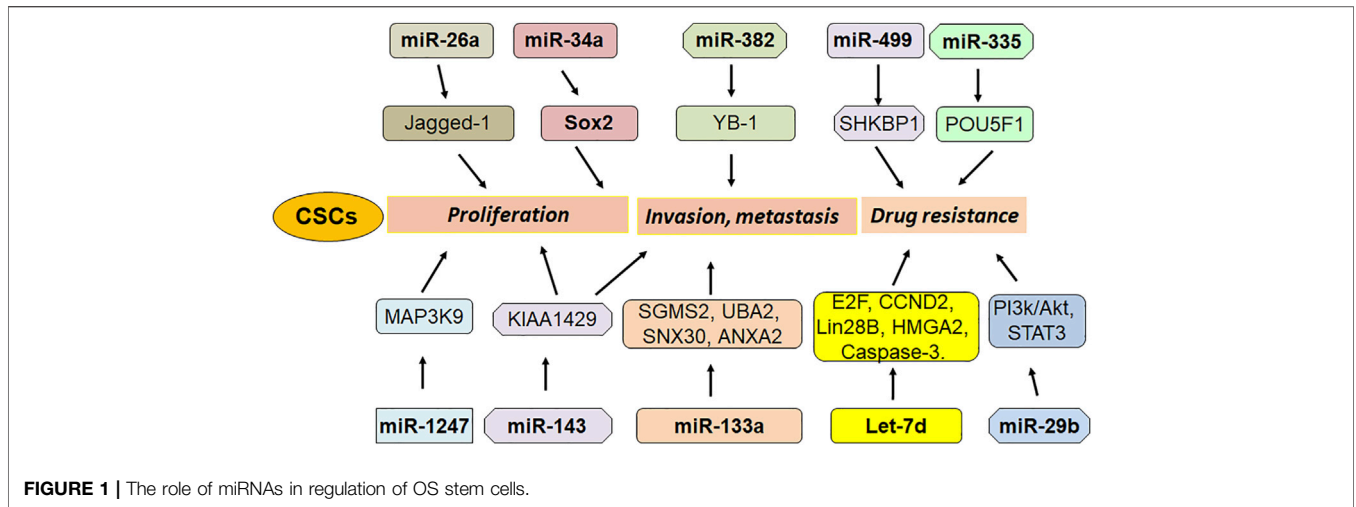 miR-26a
miR-34a
miR-382
miR-499
miR-335
Jagged-1
Sox2
YB-1
SHKBP1
POU5F1
CSCs
Proliferation
Invasion, metastasis
Drug resistance
MAP3K9
KIAA1429
SGMS2, UBA2,
SNX30, ANXA2
E2F, CCND2,
Lin28B, HMGA2,
Caspase-3.
PI3k/Akt,
STAT3
miR-1247
miR-143
miR-133a
Let-7d
miR-29b
FIGURE 1 | The role of miRNAs in regulation of OS stem cells.